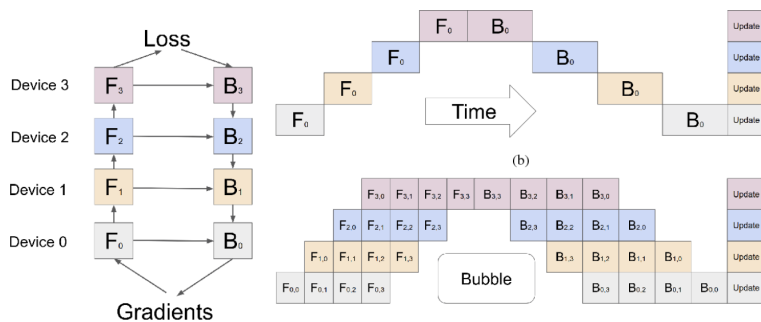 Loss
Device 3 F3 B3
Device 2 F2 B2
Device 1 F1 B1
Device 0 F0 B0
Gradients
F0 B0 Update
F0 B0 Update
F0 B0 Update
F0 B0 Update
Time
(b)
F3,0 F3,1 F3,2 F3,3 B3,3 B3,2 B3,1 B3,0 Update
F2,0 F2,1 F2,2 F2,3 B2,3 B2,2 B2,1 B2,0 Update
F1,0 F1,1 F1,2 F1,3 B1,3 B1,2 B1,1 B1,0 Update
F0,0 F0,1 F0,2 F0,3 B0,3 B0,2 B0,1 B0,0 Update
Bubble